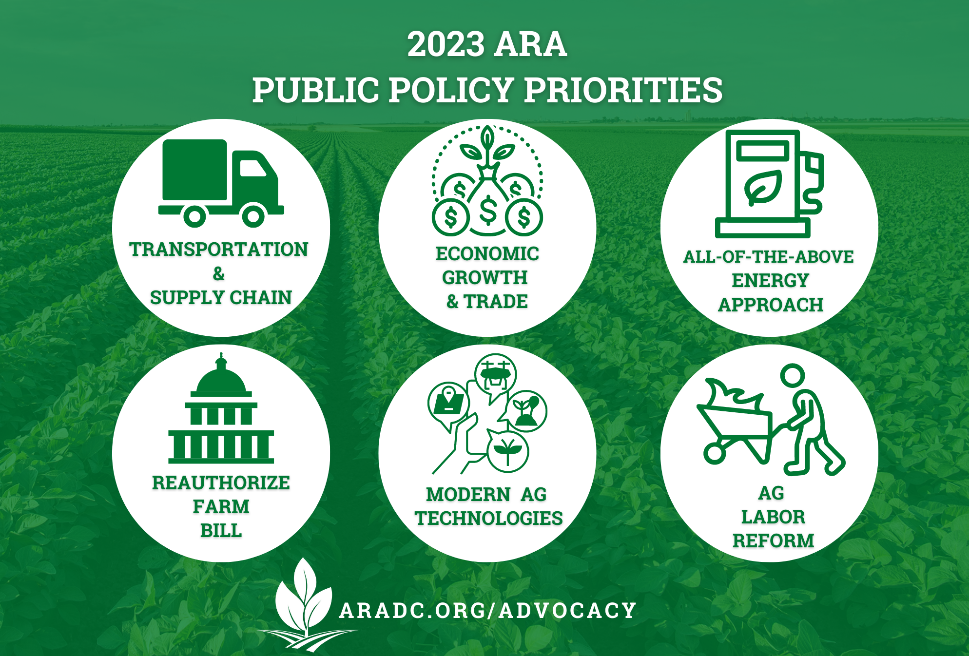 2023 ARA
PUBLIC POLICY PRIORITIES
TRANSPORTATION
&
SUPPLY CHAIN
ECONOMIC
GROWTH
& TRADE
ALL-OF-THE-ABOVE
ENERGY
APPROACH
REAUTHORIZE
FARM
BILL
MODERN AG
TECHNOLOGIES
AG
LABOR
REFORM
ARADC.ORG/ADVOCACY